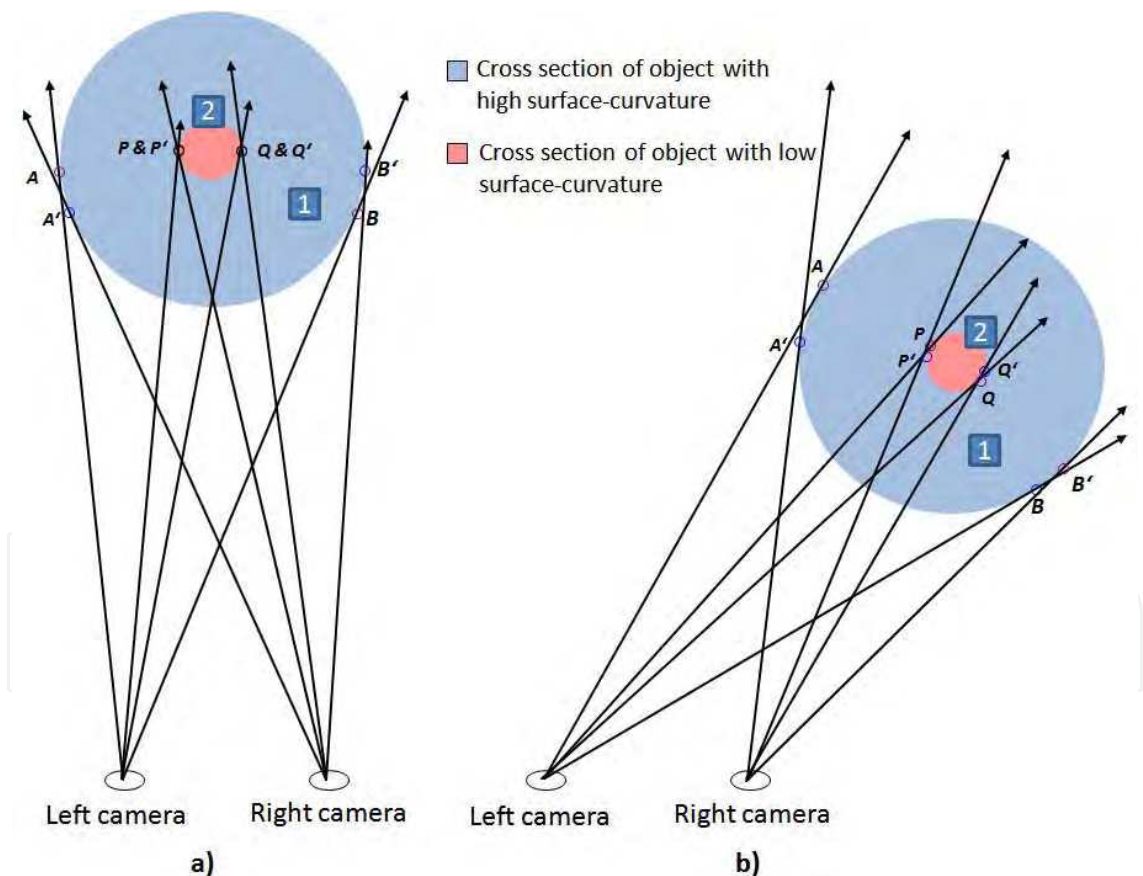 Cross section of object with
high surface-curvature
Cross section of object with low
surface-curvature
2
P & P‘
Q & Q‘
A
B‘
1
A‘
B
A
A‘
P
2
P‘
Q‘
Q
1
B‘
B
Left camera
Right camera
a)
Left camera
Right camera
b)